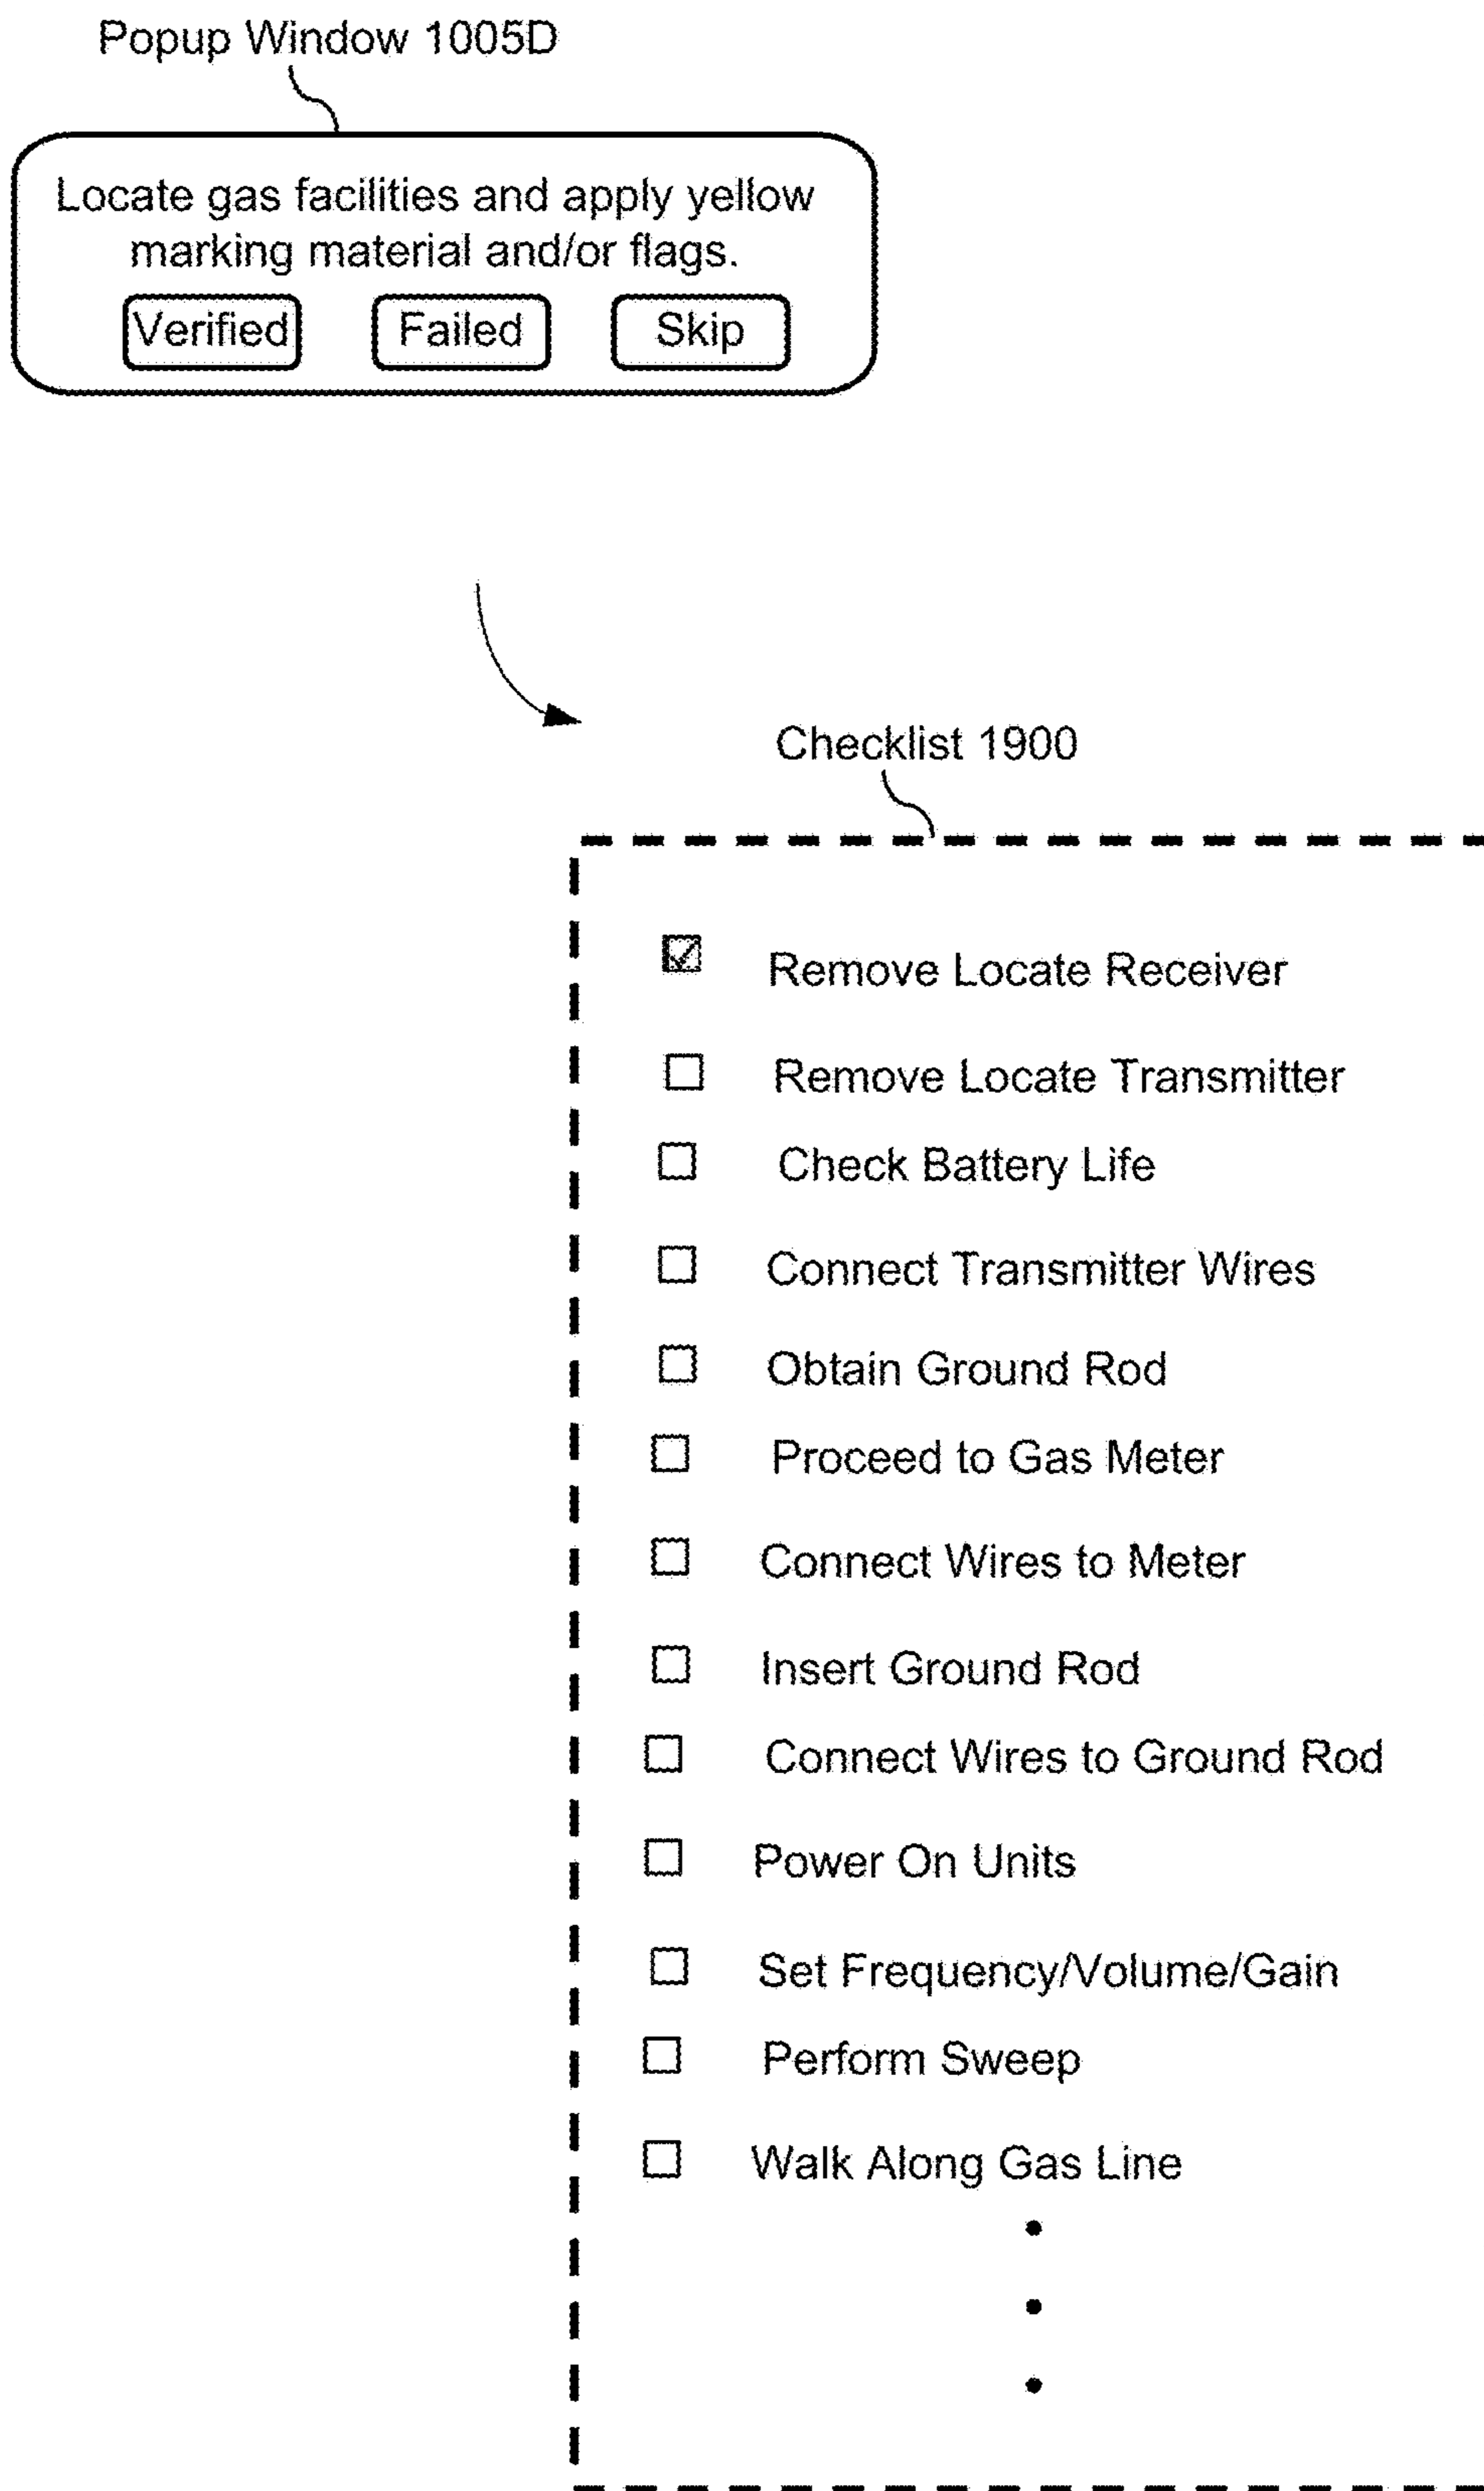 Popup Window 1005D
Locate gas facilities and apply yellow
marking material and/or flags.
Verified Failed Skip
Checklist 1900
Remove Locate Receiver
Remove Locate Transmitter
Check Battery Life
Connect Transmitter Wires
Obtain Ground Rod
Proceed to Gas Meter
Connect Wires to Meter
Insert Ground Rod
Connect Wires to Ground Rod
Power On Units
Set Frequency/Volume/Gain
Perform Sweep
Walk Along Gas Line